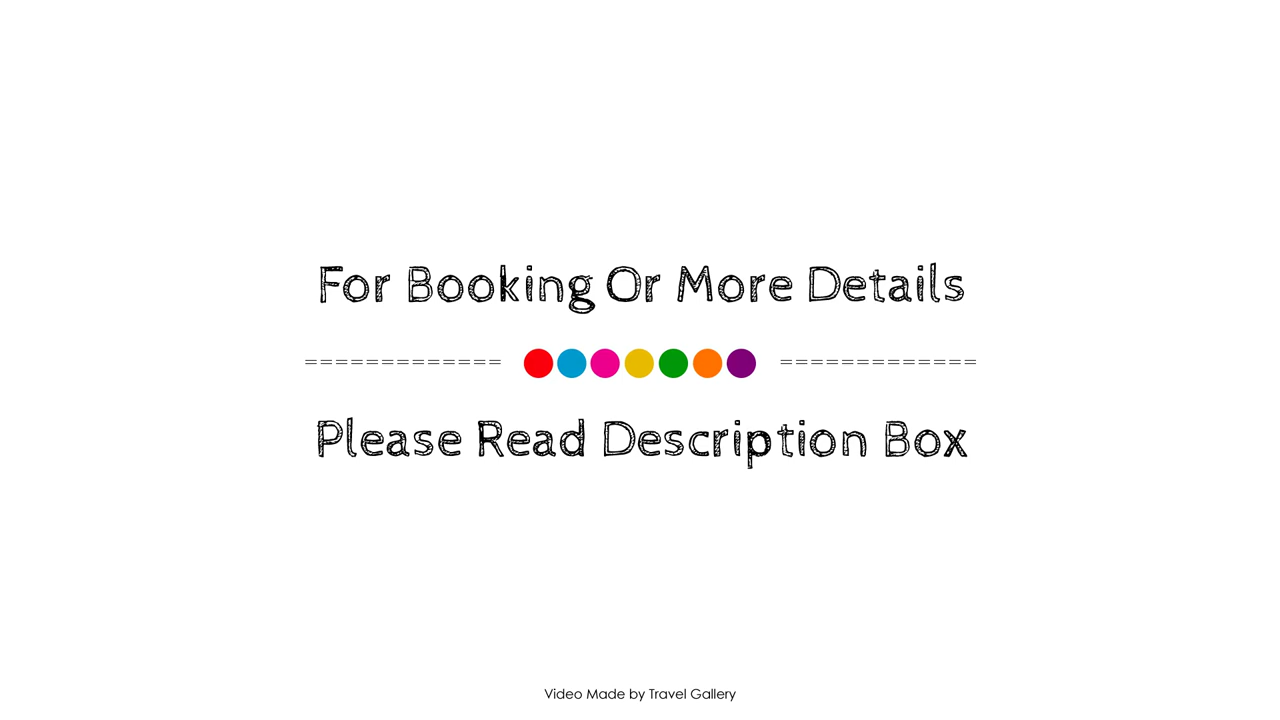 For Booking Or More Details
============= =============
Please Read Description Box
Video Made by Travel Gallery